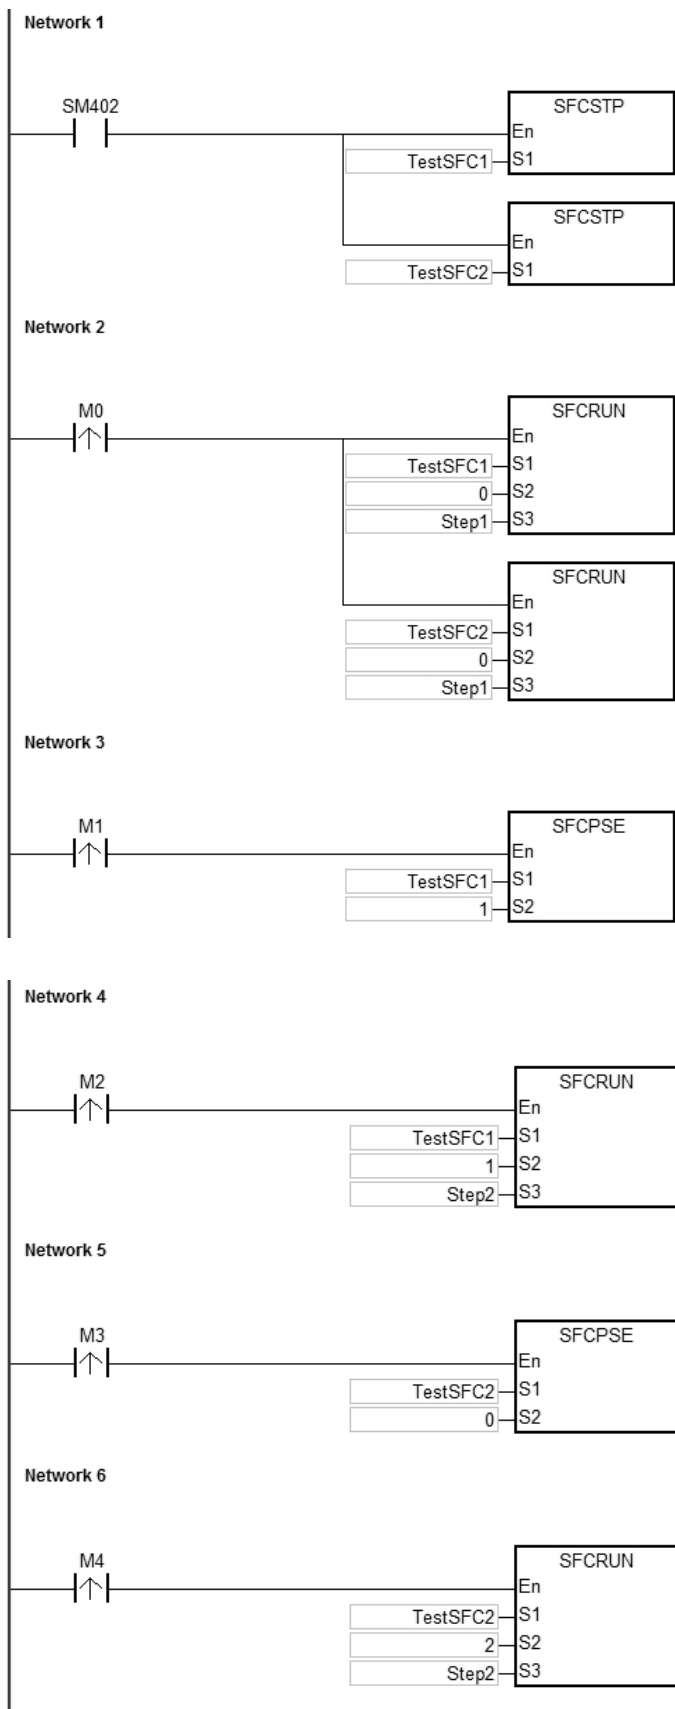 Network 1
SM402
SFCSTP
En
TestSFC1 S1
SFCSTP
En
TestSFC2 S1
Network 2
M0
SFCRUN
En
TestSFC1 S1
0 S2
Step1 S3
SFCRUN
En
TestSFC2 S1
0 S2
Step1 S3
Network 3
M1
SFCPSE
En
TestSFC1 S1
1 S2
Network 4
M2
SFCRUN
En
TestSFC1 S1
1 S2
Step2 S3
Network 5
M3
SFCPSE
En
TestSFC2 S1
0 S2
Network 6
M4
SFCRUN
En
TestSFC2 S1
2 S2
Step2 S3